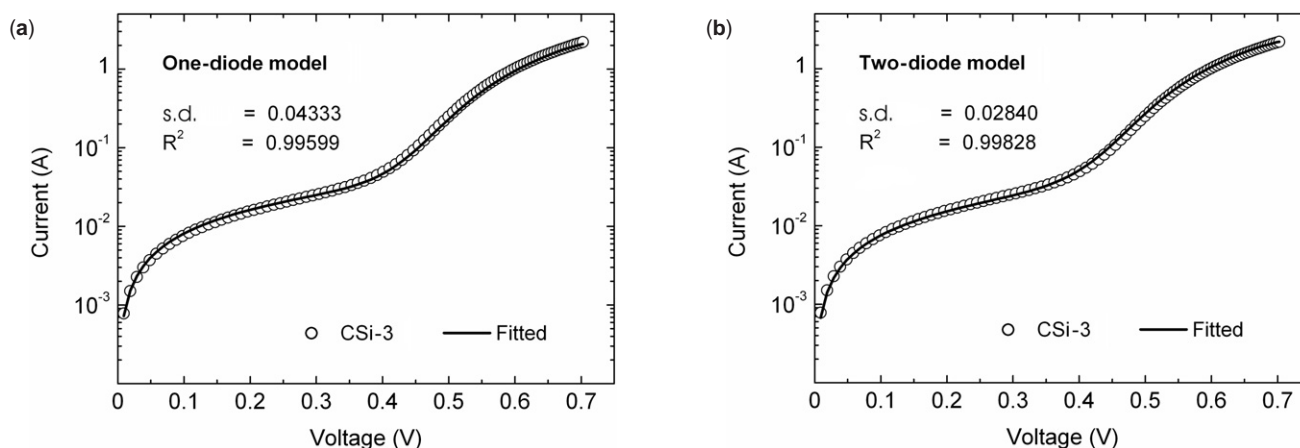 (a)
One-diode model
s.d. = 0.04333
R² = 0.99599
1
10⁻¹
10⁻²
10⁻³
Current (A)
CSi-3 Fitted
0 0.1 0.2 0.3 0.4 0.5 0.6 0.7
Voltage (V)
(b)
Two-diode model
s.d. = 0.02840
R² = 0.99828
1
10⁻¹
10⁻²
10⁻³
Current (A)
CSi-3 Fitted
0 0.1 0.2 0.3 0.4 0.5 0.6 0.7
Voltage (V)